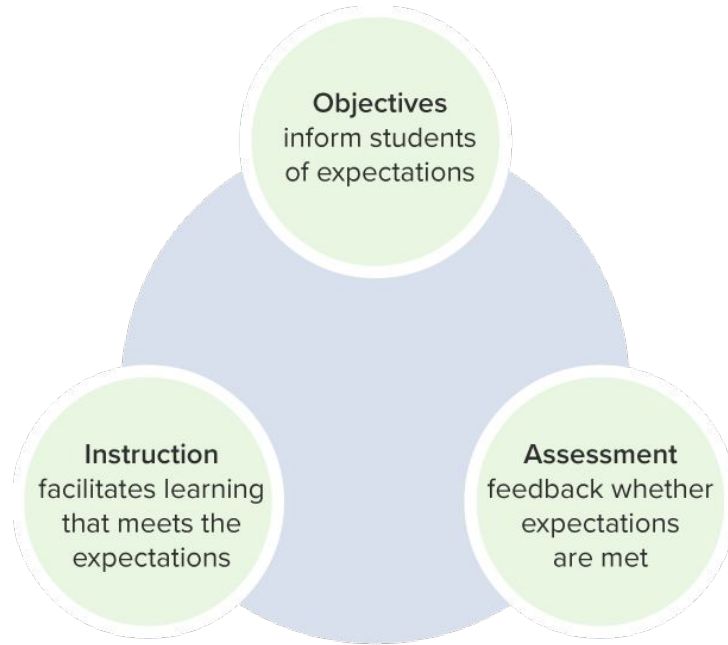 Objectives
inform students
of expectations
Instruction
facilitates learning
that meets the
expectations
Assessment
feedback whether
expectations
are met